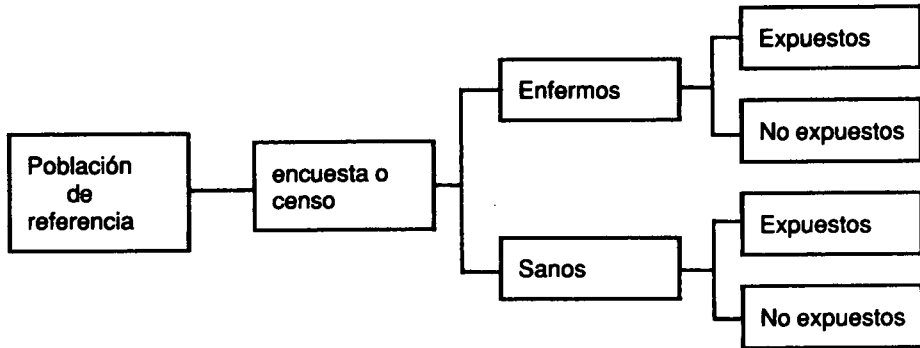 Población
de
referencia
encuesta o
censo
Enfermos
Sanos
Expuestos
No expuestos
Expuestos
No expuestos